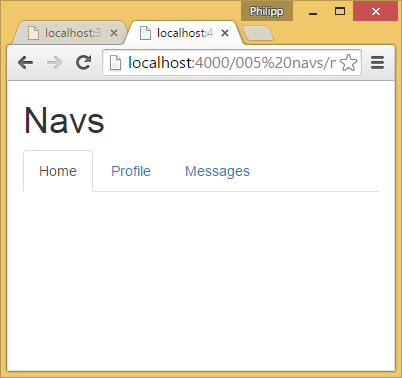 Philipp
localhost:3 localhost:4
localhost:4000/005%20navs/r
Navs
Home Profile Messages